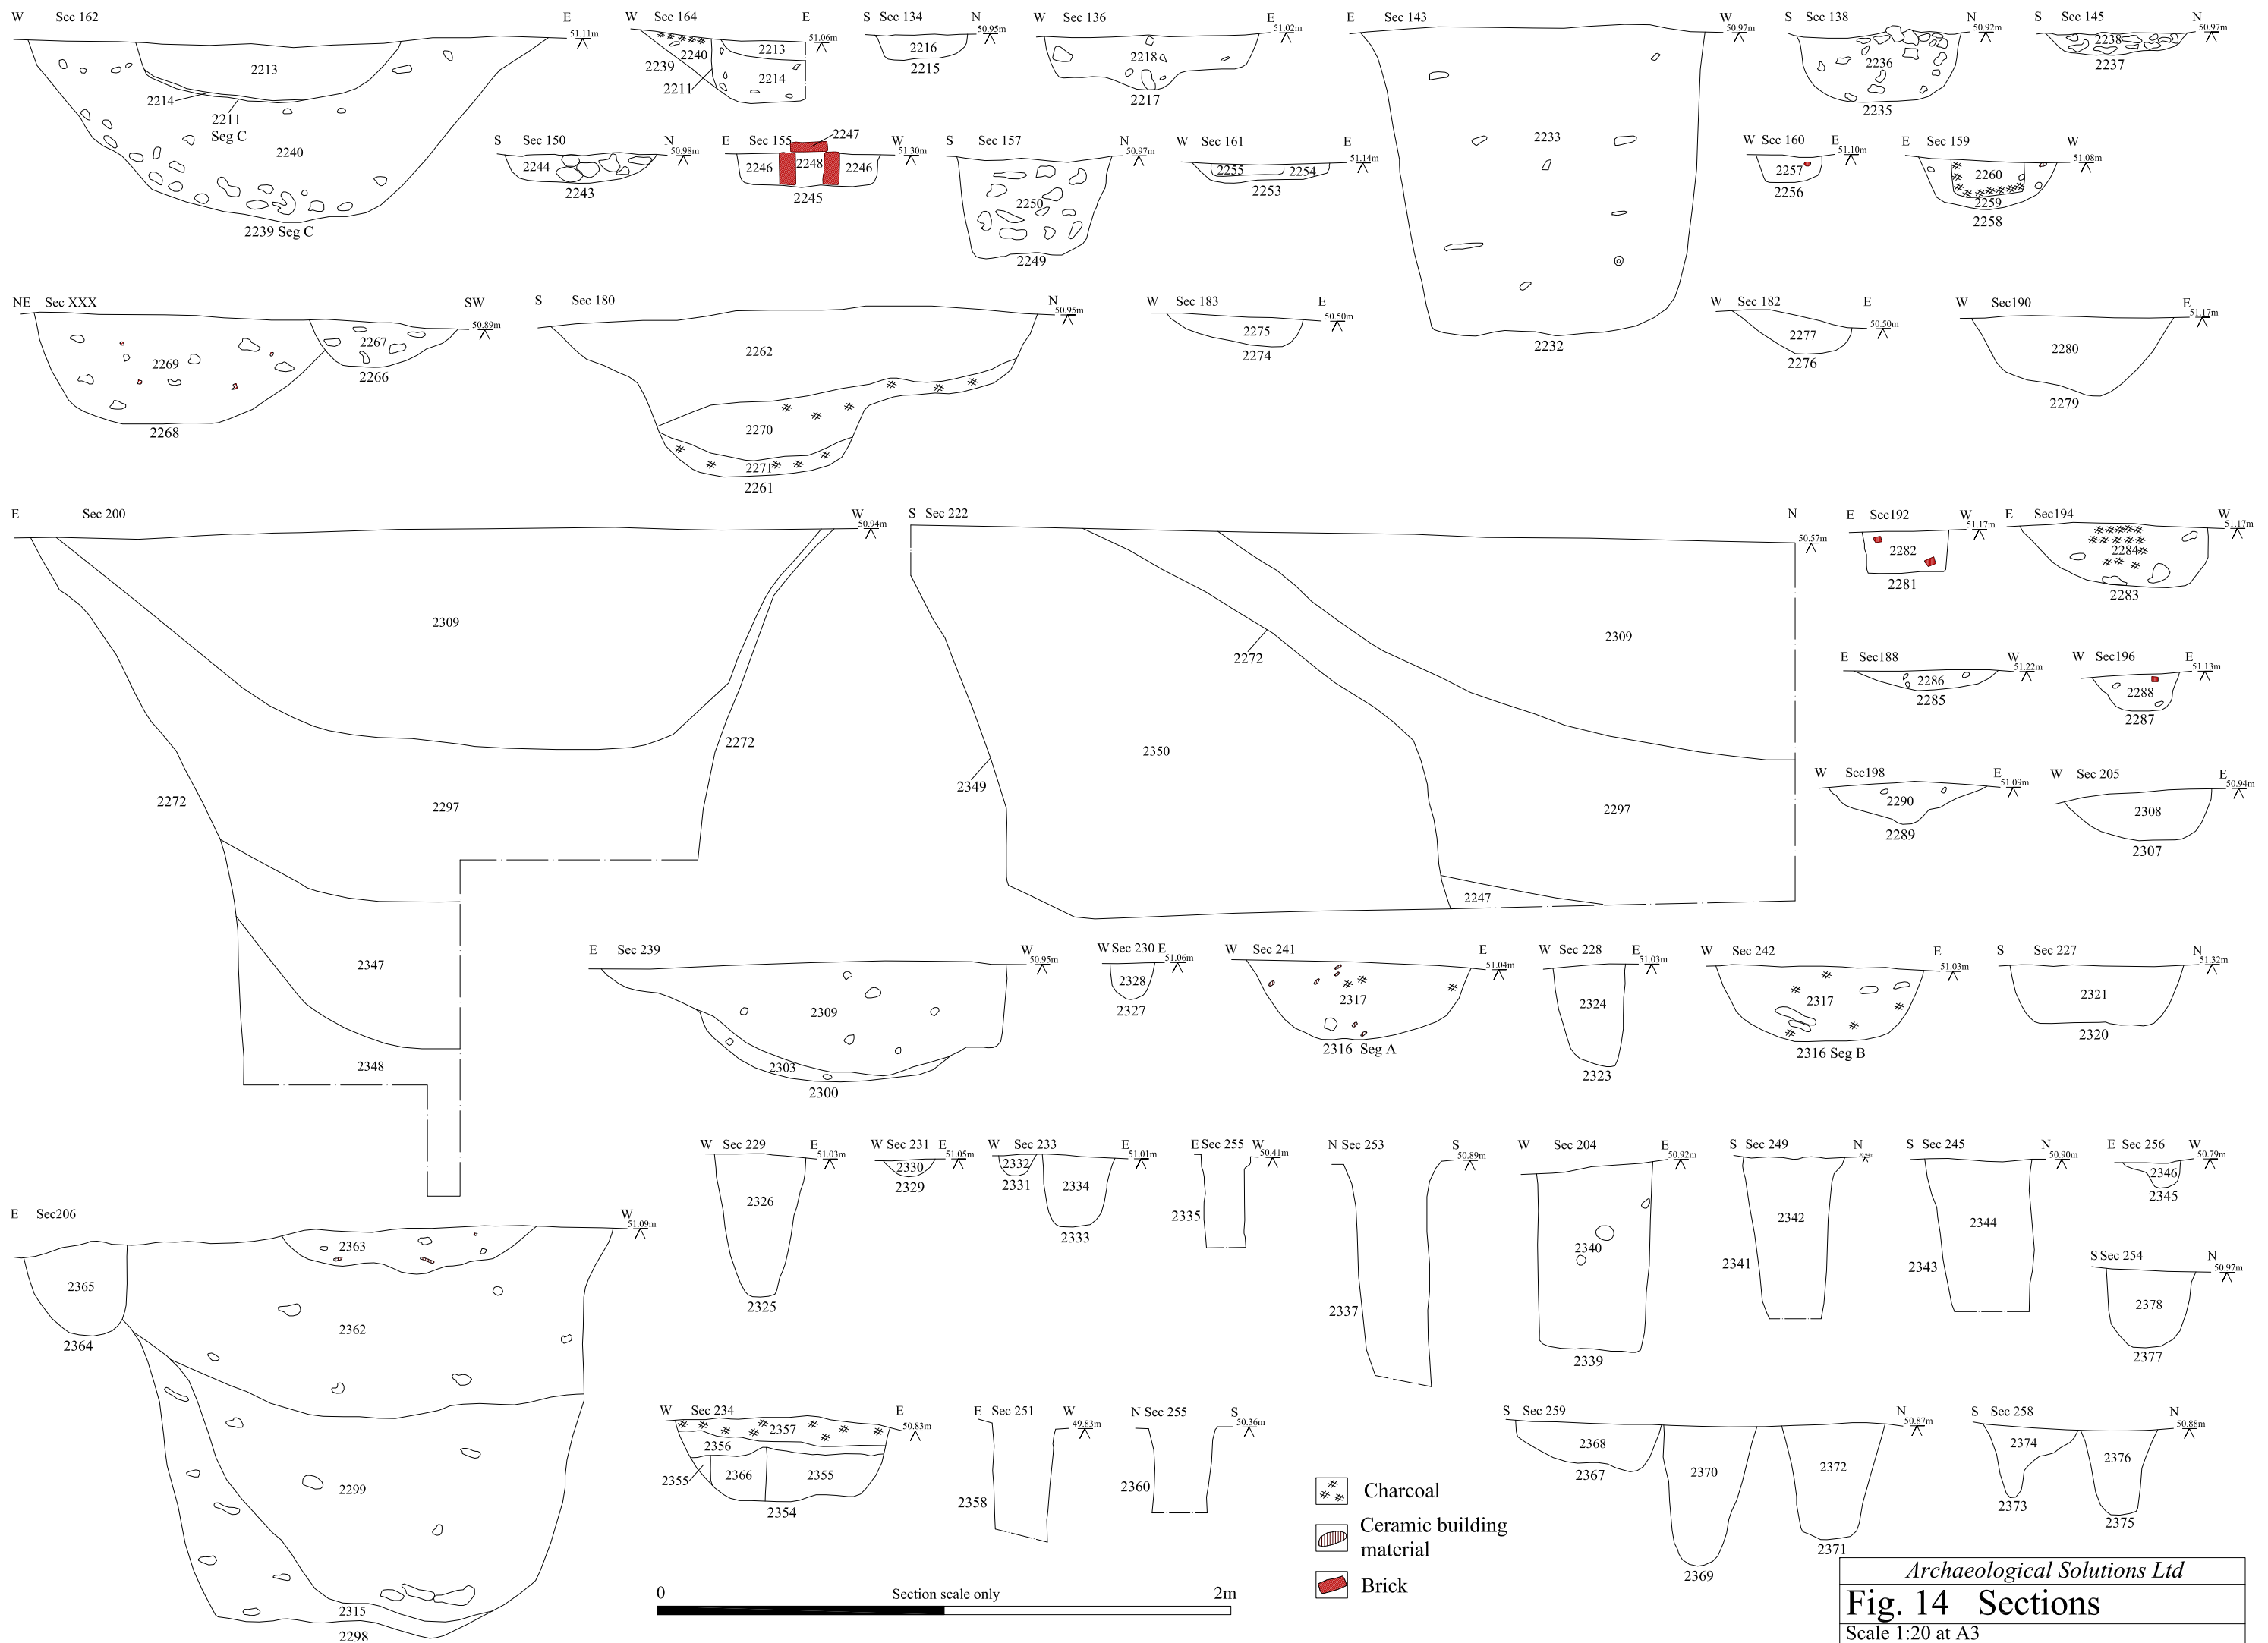 W Sec 162 E 51.11m
2213
2214
2211
Seg C
2240
2239 Seg C
W Sec 164 E 51.06m
2213
2240
2239
2214
2211
S Sec 134 N 50.95m
2216
2215
W Sec 136 E 51.02m
2218
2217
E Sec 143 W 50.97m
2233
2232
S Sec 138 N 50.92m
2236
2235
S Sec 145 N 50.97m
2238
2237
S Sec 150 N 50.98m
2244
2243
E Sec 155 W 51.30m
2247
2246 2248 2246
2245
S Sec 157 N 50.97m
2250
2249
W Sec 161 E 51.14m
2255 2254
2253
W Sec 160 E 51.10m
2257
2256
E Sec 159 W 51.08m
2260
2259
2258
NE Sec XXX SW 50.89m
2267
2269
2266
2268
S Sec 180 N 50.95m
2262
2270
2271
2261
W Sec 183 E 50.50m
2275
2274
W Sec 182 E 50.50m
2277
2276
W Sec190 E 51.17m
2280
2279
E Sec 200 W 50.94m
2309
2272
2272
2297
2347
2348
S Sec 222 N 50.57m
2309
2272
2350
2349
2297
2247
E Sec192 W 51.17m
2282
2281
E Sec194 W 51.17m
2284
2283
E Sec188 W 51.22m
2286
2285
W Sec196 E 51.13m
2288
2287
W Sec198 E 51.09m
2290
2289
W Sec 205 E 50.94m
2308
2307
E Sec 239 W 50.95m
2309
2303
2300
W Sec 230 E 51.06m
2328
2327
W Sec 241 E 51.04m
2317
2316 Seg A
W Sec 228 E 51.03m
2324
2323
W Sec 242 E 51.03m
2317
2316 Seg B
S Sec 227 N 51.32m
2321
2320
W Sec 229 E 51.03m
2326
2325
W Sec 231 E 51.05m
2330
2329
W Sec 233 E 51.01m
2332
2331
2334
2333
E Sec 255 W 50.41m
2335
N Sec 253 S 50.89m
2337
W Sec 204 E 50.92m
2340
2339
S Sec 249 N
2342
2341
S Sec 245 N 50.90m
2344
2343
E Sec 256 W 50.79m
2346
2345
S Sec 254 N 50.97m
2378
2377
E Sec206 W 51.09m
2363
2365
2362
2364
2299
2315
2298
W Sec 234 E 50.83m
2357
2356
2355 2366 2355
2354
E Sec 251 W 49.83m
2358
N Sec 255 S 50.36m
2360
S Sec 259 N 50.87m
2368
2367
2370
2372
2371
2369
S Sec 258 N 50.88m
2374
2376
2373
2375
Charcoal
Ceramic building
material
Brick
0 Section scale only 2m
Archaeological Solutions Ltd
Fig. 14 Sections
Scale 1:20 at A3